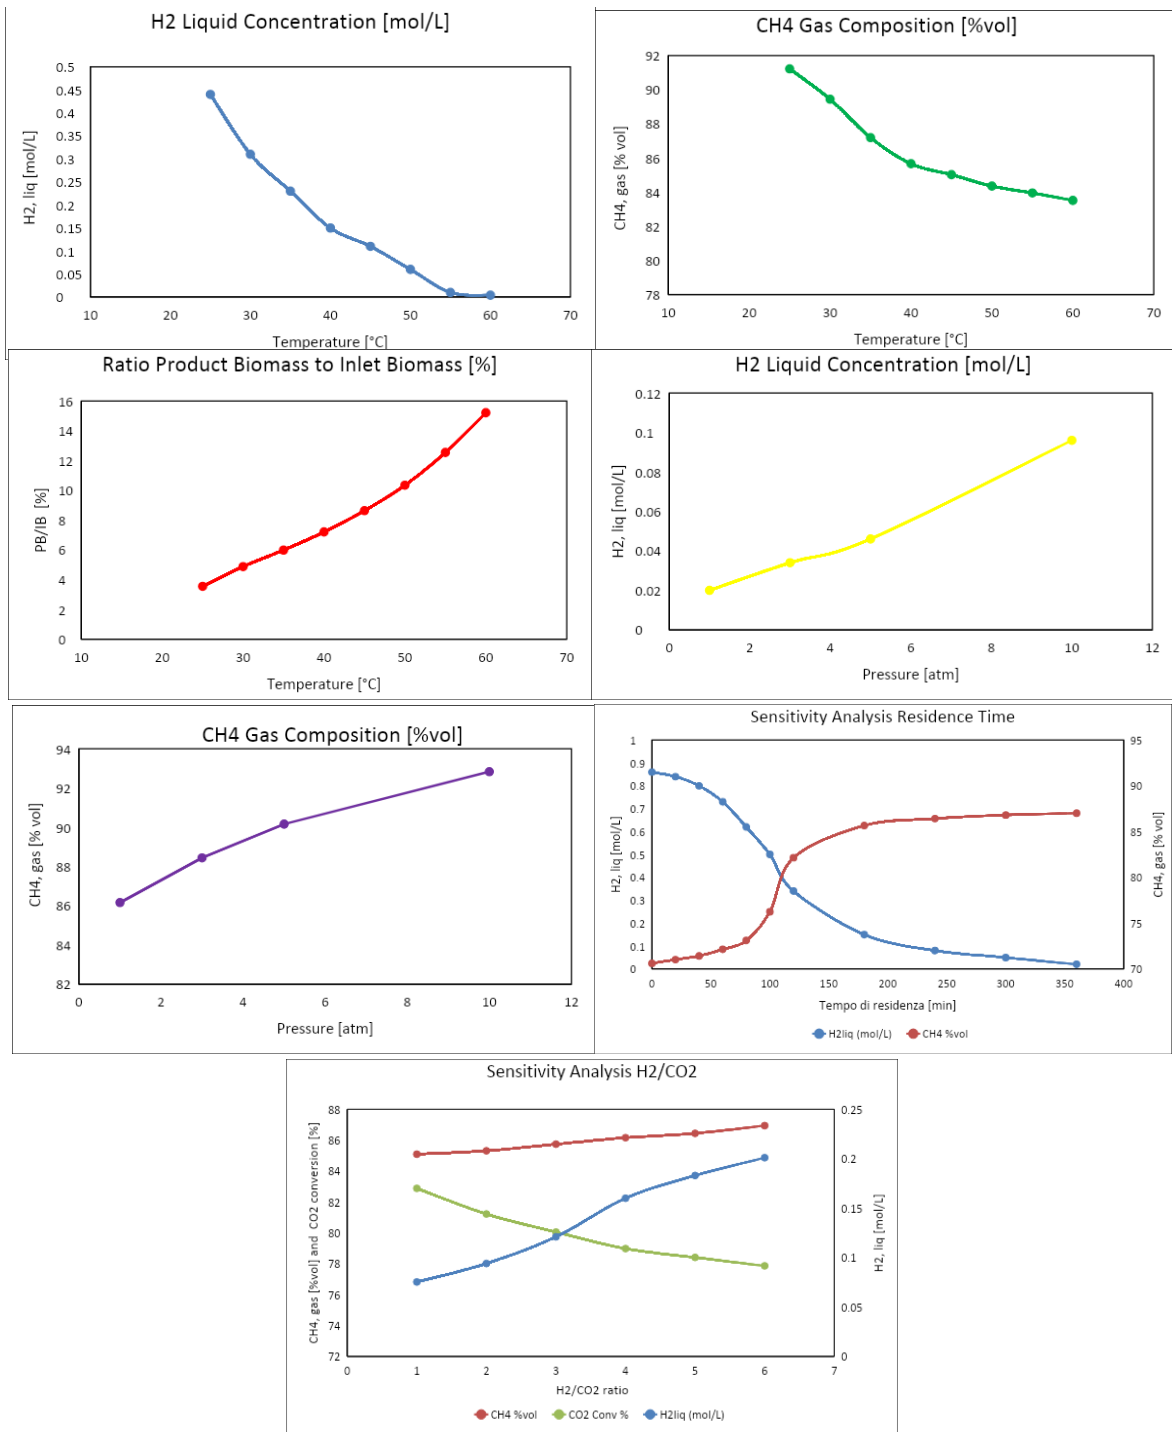 H2 Liquid Concentration [mol/L]
0.5
0.45
0.4
0.35
0.3
0.25
0.2
0.15
0.1
0.05
0
H2, liq [mol/L]
10 20 30 40 50 60 70
Temperature [°C]
CH4 Gas Composition [%vol]
92
90
88
86
84
82
80
78
CH4, gas [% vol]
10 20 30 40 50 60 70
Temperature [°C]
Ratio Product Biomass to Inlet Biomass [%]
16
14
12
10
8
6
4
2
0
PB/IB [%]
10 20 30 40 50 60 70
Temperature [°C]
H2 Liquid Concentration [mol/L]
0.12
0.1
0.08
0.06
0.04
0.02
0
H2, liq [mol/L]
0 2 4 6 8 10 12
Pressure [atm]
CH4 Gas Composition [%vol]
94
92
90
88
86
84
82
CH4, gas [% vol]
0 2 4 6 8 10 12
Pressure [atm]
Sensitivity Analysis Residence Time
1
0.9
0.8
0.7
0.6
0.5
0.4
0.3
0.2
0.1
0
H2, liq [mol/L]
95
90
85
80
75
70
CH4, gas [% vol]
0 50 100 150 200 250 300 350 400
Tempo di residenza [min]
H2liq (mol/L) CH4 %vol
Sensitivity Analysis H2/CO2
88
86
84
82
80
78
76
74
72
CH4, gas [%vol] and CO2 conversion [%]
0.25
0.2
0.15
0.1
0.05
0
H2, liq [mol/L]
0 1 2 3 4 5 6 7
H2/CO2 ratio
CH4 %vol CO2 Conv % H2liq (mol/L)